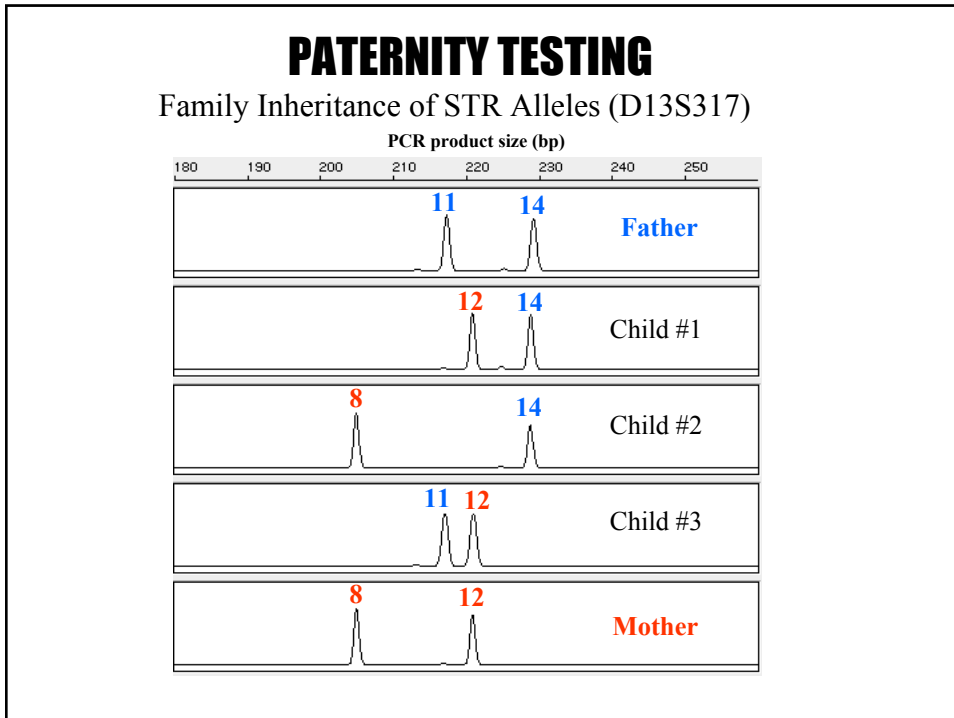 PATERNITY TESTING
Family Inheritance of STR Alleles (D13S317)
PCR product size (bp)
180 190 200 210 220 230 240 250
11 14 Father
12 14 Child #1
8 14 Child #2
11 12 Child #3
8 12 Mother